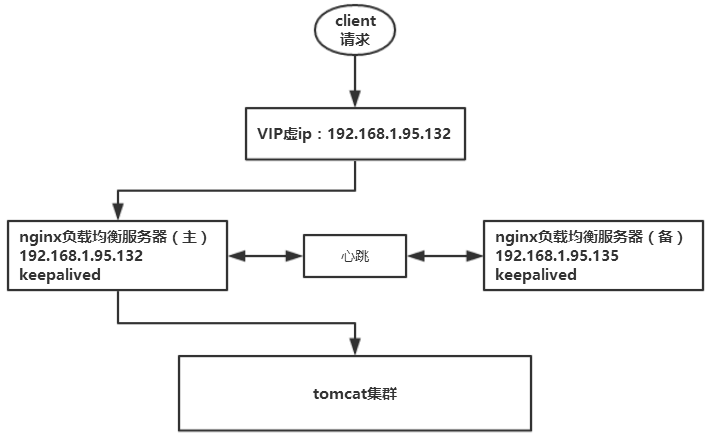 client
请求
VIP虚ip：192.168.1.95.132
nginx负载均衡服务器（主）
192.168.1.95.132
keepalived
心跳
nginx负载均衡服务器（备）
192.168.1.95.135
keepalived
tomcat集群